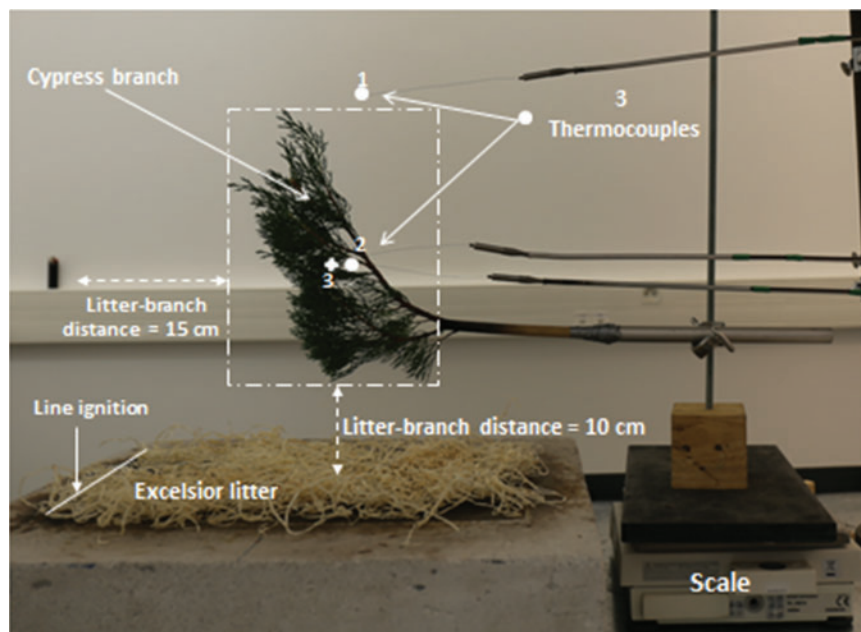 Cypress branch
1
3
Thermocouples
2
3
Litter-branch
distance = 15 cm
Line ignition
Litter-branch distance = 10 cm
Excelsior litter
Scale